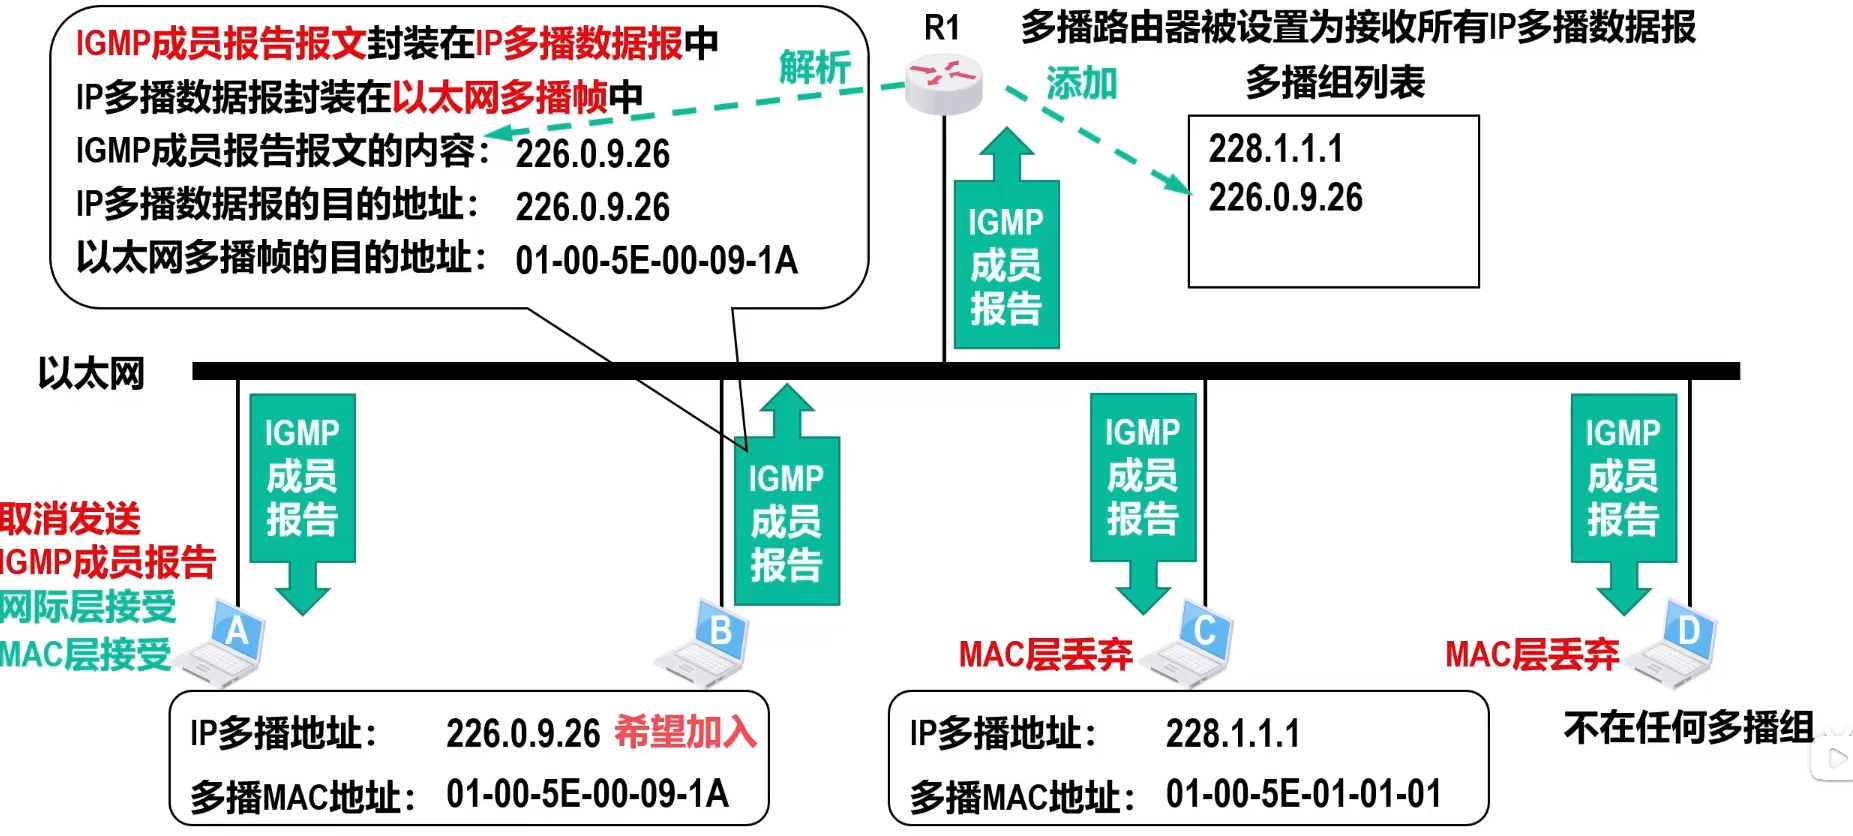 IGMP成员报告报文封装在IP多播数据报中
IP多播数据报封装在以太网多播帧中
IGMP成员报告报文的内容： 226.0.9.26
IP多播数据报的目的地址： 226.0.9.26
以太网多播帧的目的地址： 01-00-5E-00-09-1A
解析
R1
多播路由器被设置为接收所有IP多播数据报
添加
多播组列表
228.1.1.1
226.0.9.26
IGMP
成员
报告
以太网
IGMP
成员
报告
IGMP
成员
报告
IGMP
成员
报告
IGMP
成员
报告
取消发送
IGMP成员报告
网际层接受
MAC层接受
A
B
MAC层丢弃
C
MAC层丢弃
D
IP多播地址： 226.0.9.26 希望加入
多播MAC地址： 01-00-5E-00-09-1A
IP多播地址： 228.1.1.1
多播MAC地址： 01-00-5E-01-01-01
不在任何多播组